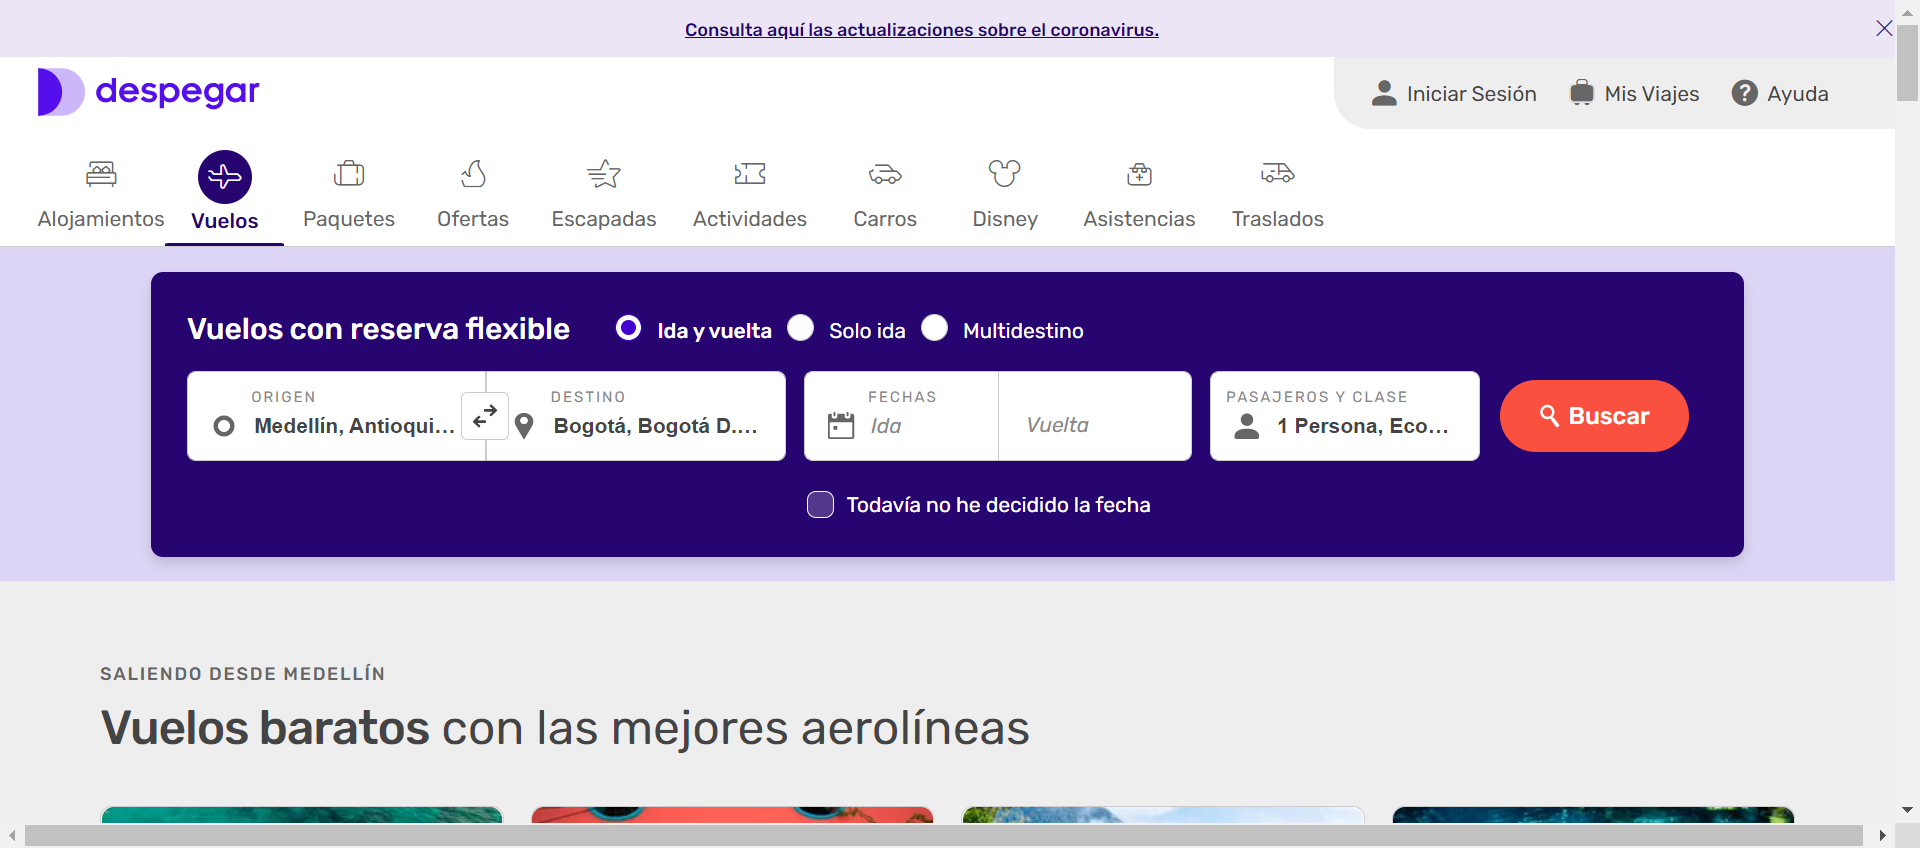 Consulta aquí las actualizaciones sobre el coronavirus.
despegar
Iniciar Sesión
Mis Viajes
? Ayuda
Alojamientos
Vuelos
Paquetes
Ofertas
Escapadas
Actividades
Carros
Disney
Asistencias
Traslados
Vuelos con reserva flexible
Ida y vuelta
Solo ida
Multidestino
ORIGEN
Medellín, Antioqui...
DESTINO
Bogotá, Bogotá D....
FECHAS
Ida
Vuelta
PASAJEROS Y CLASE
1 Persona, Eco...
Buscar
Todavía no he decidido la fecha
SALIENDO DESDE MEDELLÍN
Vuelos baratos con las mejores aerolíneas